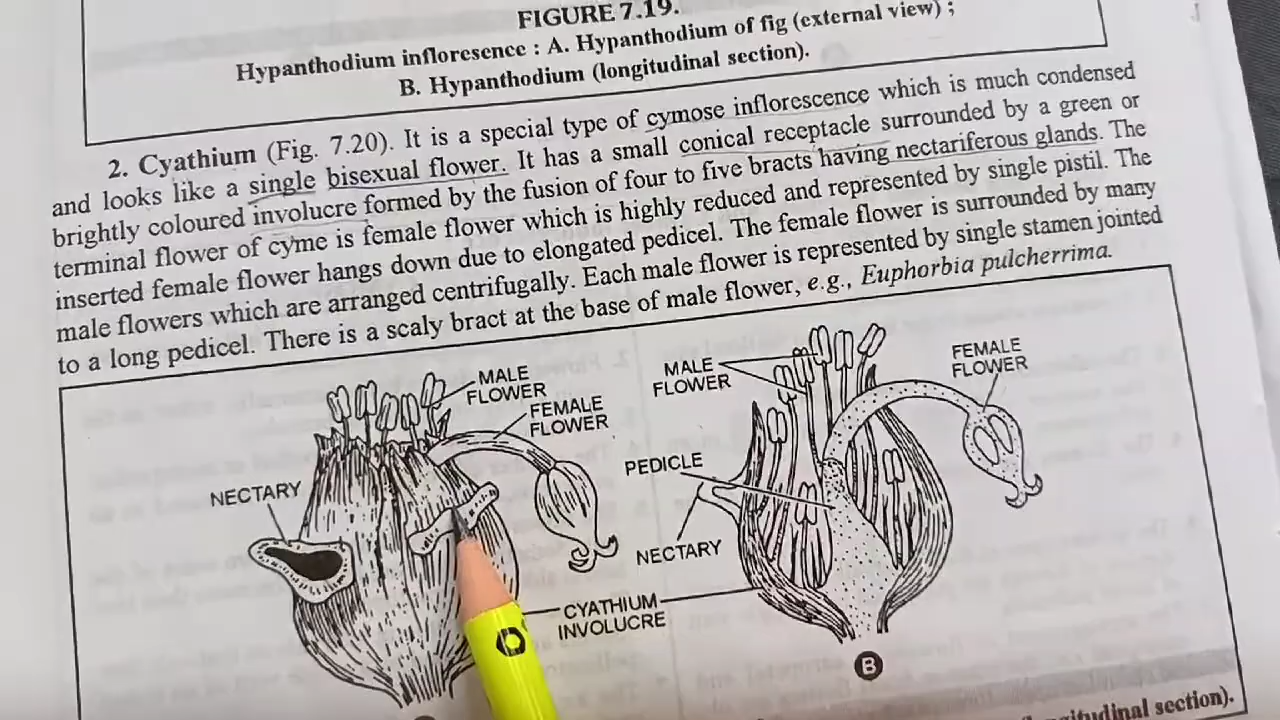 FIGURE 7.19.
Hypanthodium infloresence : A. Hypanthodium of fig (external view) ;
B. Hypanthodium (longitudinal section).
2. Cyathium (Fig. 7.20). It is a special type of cymose inflorescence which is much condensed
and looks like a single bisexual flower. It has a small conical receptacle surrounded by a green or
brightly coloured involucre formed by the fusion of four to five bracts having nectariferous glands. The
terminal flower of cyme is female flower which is highly reduced and represented by single pistil. The
inserted female flower hangs down due to elongated pedicel. The female flower is surrounded by many
male flowers which are arranged centrifugally. Each male flower is represented by single stamen jointed
to a long pedicel. There is a scaly bract at the base of male flower, e.g., Euphorbia pulcherrima.
MALE
FLOWER
FEMALE
FLOWER
NECTARY
MALE
FLOWER
FEMALE
FLOWER
PEDICLE
NECTARY
CYATHIUM
INVOLUCRE
B
section).